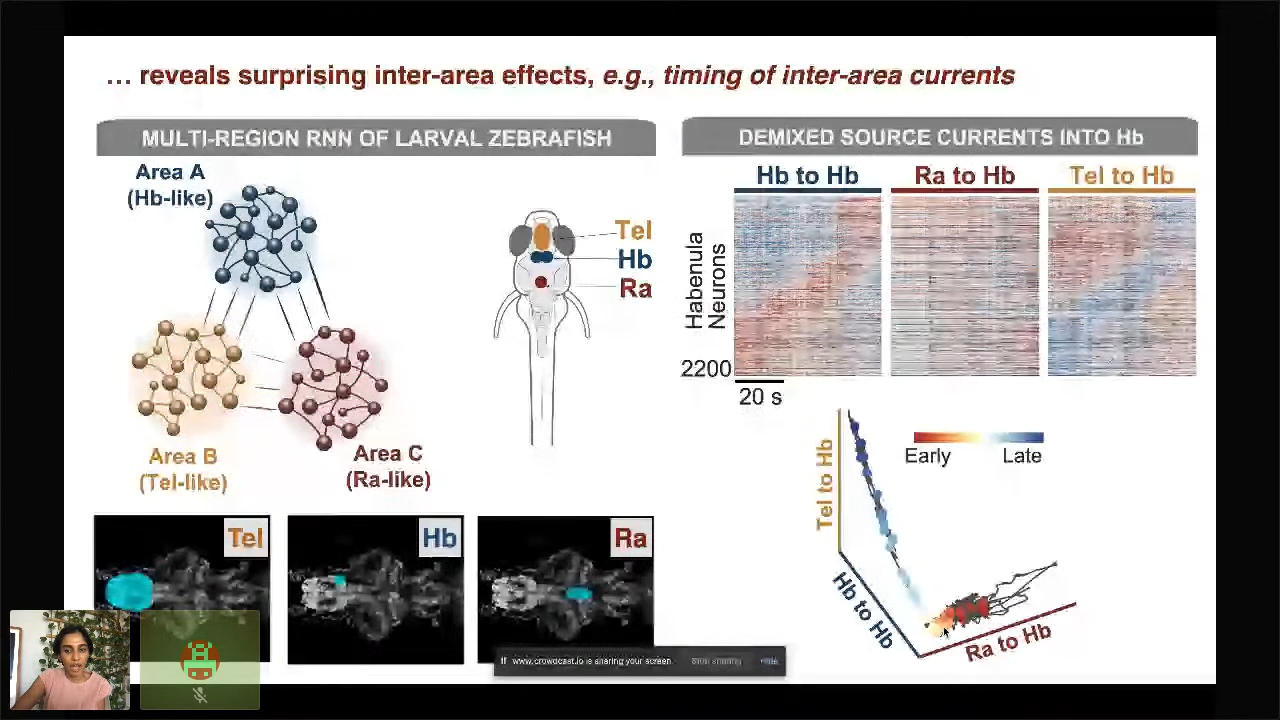 ... reveals surprising inter-area effects, e.g., timing of inter-area currents
MULTI-REGION RNN OF LARVAL ZEBRAFISH
Area A
(Hb-like)
Tel
Hb
Ra
Area B
(Tel-like)
Area C
(Ra-like)
Tel
Hb
Ra
DEMIXED SOURCE CURRENTS INTO Hb
Hb to Hb
Ra to Hb
Tel to Hb
Habenula
Neurons
2200
20 s
Early
Late
Tel to Hb
Hb to Hb
Ra to Hb
www.crowdcast.io is sharing your screen.
Stop sharing
Hide